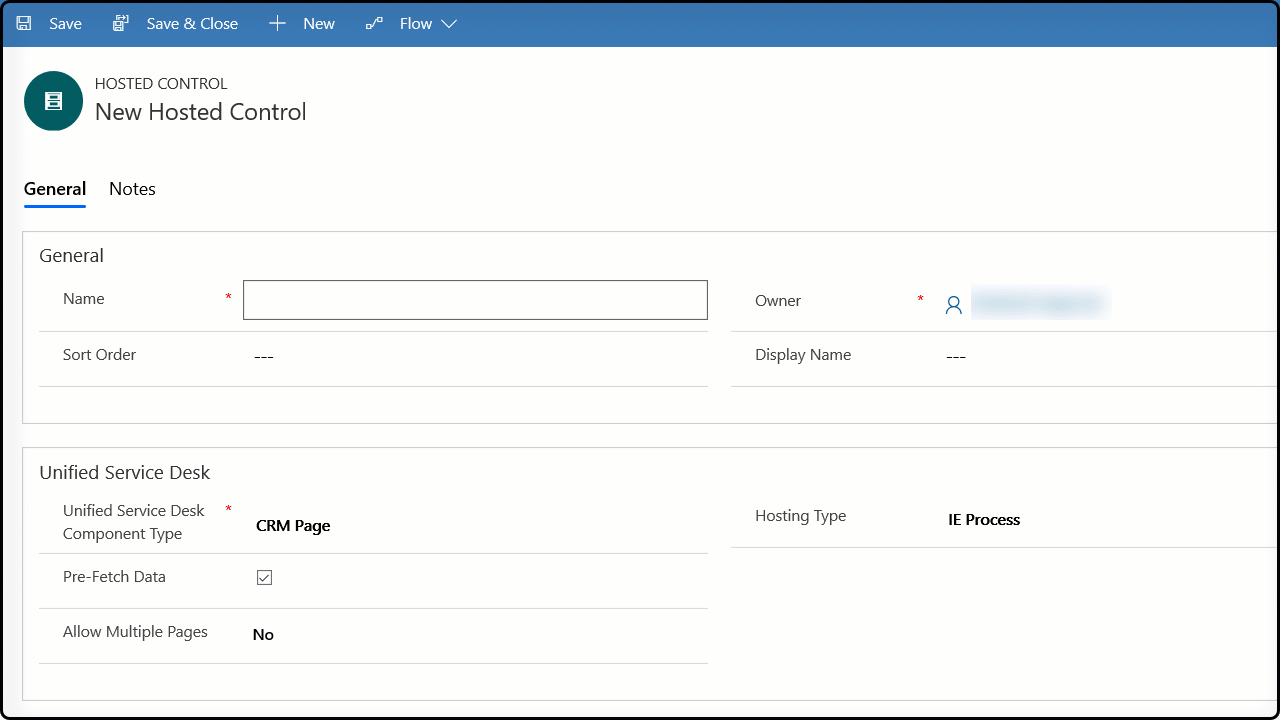 Save
Save & Close
New
Flow
HOSTED CONTROL
New Hosted Control
General
Notes
General
Name *
Owner *
Sort Order ---
Display Name ---
Unified Service Desk
Unified Service Desk * 
Component Type
CRM Page
Hosting Type
IE Process
Pre-Fetch Data
Allow Multiple Pages
No